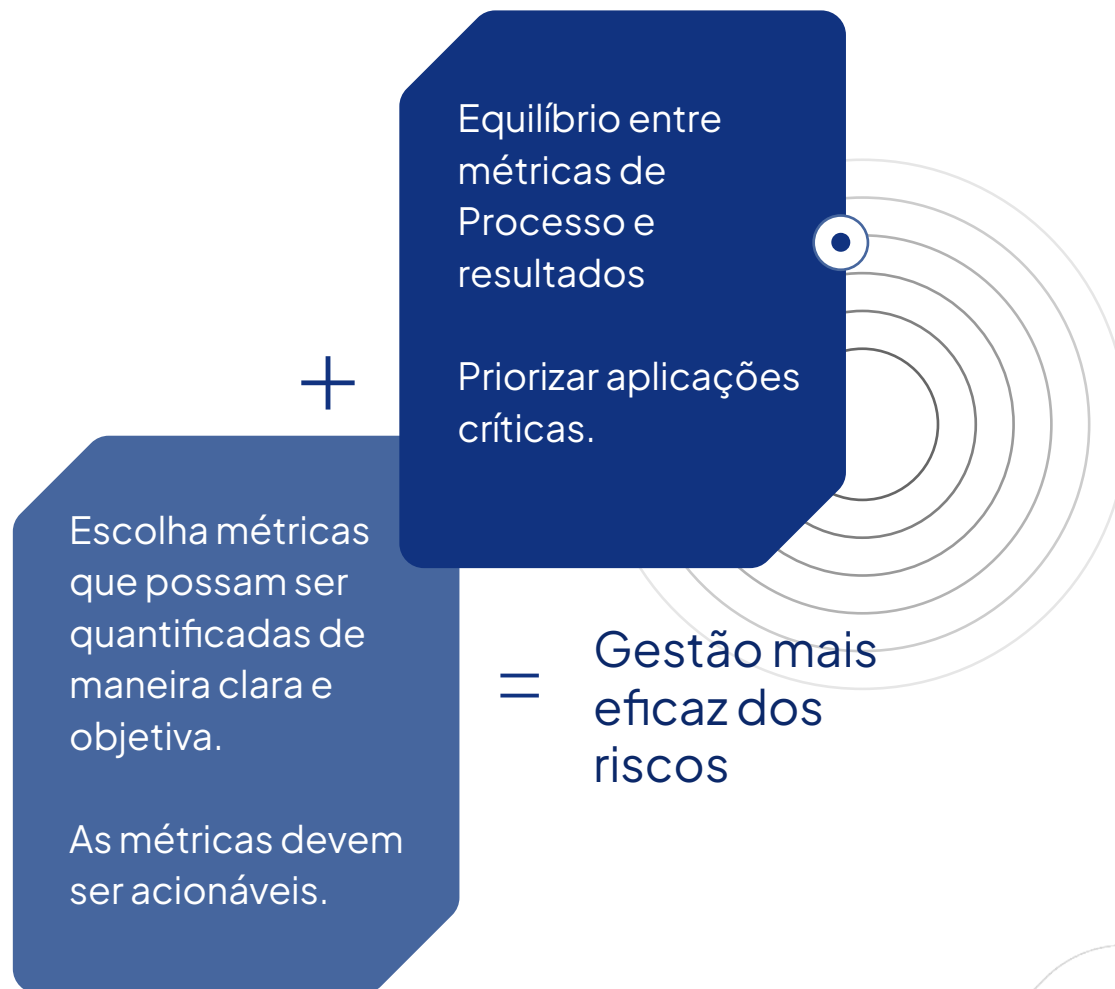 Equilíbrio entre
métricas de
Processo e
resultados
Priorizar aplicações
críticas.
+
Escolha métricas
que possam ser
quantificadas de
maneira clara e
objetiva.
As métricas devem
ser acionáveis.
=
Gestão mais
eficaz dos
riscos